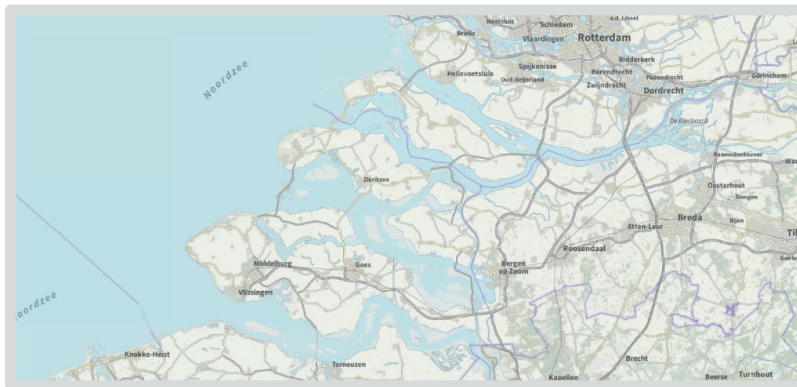 a.d. IJssel
Maassluis
Schiedam
Brielle
Vlaardingen
Rotterdam
Noordzee
Ridderkerk
Spijkenisse
Hellevoetsluis
Barendrecht
Papendrecht
Gorinchem
Oud-Beijerland
Zwijndrecht
Dordrecht
De Biesbosch
Raamsdonksveer
Zierikzee
Oosterhout
Dongen
Breda
Rijen
Etten-Leur
Roosendaal
Middelburg
Goes
Bergen
op Zoom
Vlissingen
oordzee
Knokke-Heist
Terneuzen
Brecht
Kapellen
Beerse
Turnhout